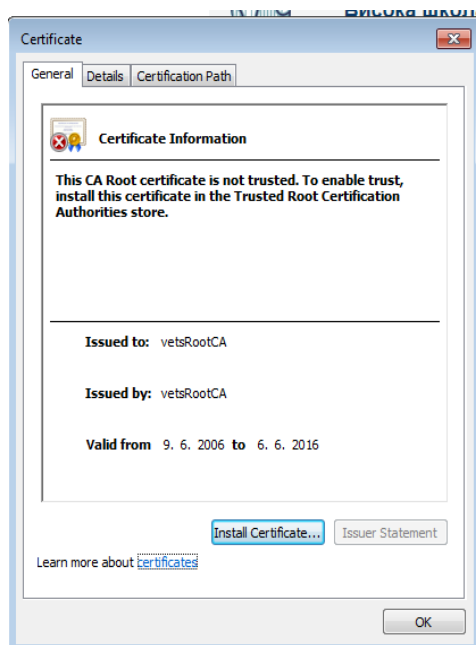 Висока школ
Certificate
General Details Certification Path
Certificate Information
This CA Root certificate is not trusted. To enable trust,
install this certificate in the Trusted Root Certification
Authorities store.
Issued to: vetsRootCA
Issued by: vetsRootCA
Valid from 9. 6. 2006 to 6. 6. 2016
Install Certificate... Issuer Statement
Learn more about certificates
OK